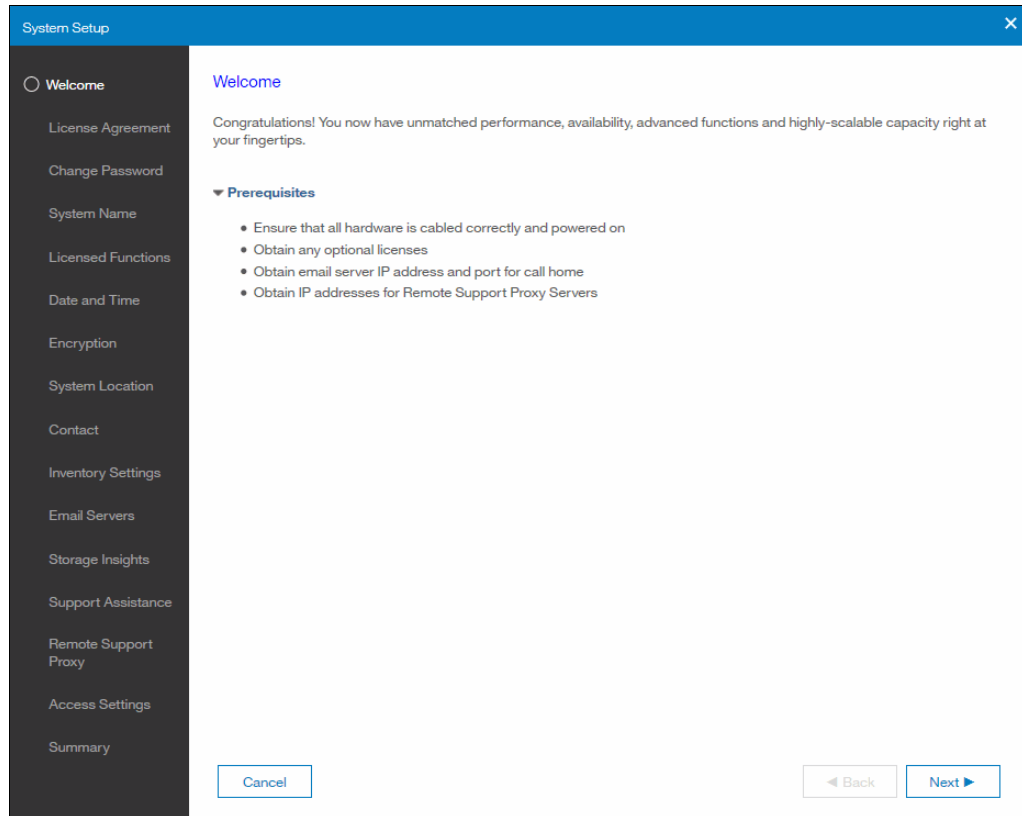 System Setup
Welcome
License Agreement
Change Password
System Name
Licensed Functions
Date and Time
Encryption
System Location
Contact
Inventory Settings
Email Servers
Storage Insights
Support Assistance
Remote Support
Proxy
Access Settings
Summary
Welcome
Congratulations! You now have unmatched performance, availability, advanced functions and highly-scalable capacity right at
your fingertips.
Prerequisites
Ensure that all hardware is cabled correctly and powered on
Obtain any optional licenses
Obtain email server IP address and port for call home
Obtain IP addresses for Remote Support Proxy Servers
Cancel
Back
Next